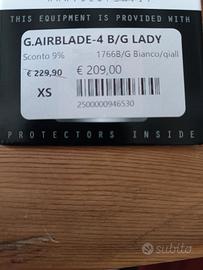 THIS EQUIPMENT IS PROVIDED WITH
G.AIRBLADE-4 B/G LADY
Sconto 9% 1766B/G Bianco/giall
€ 229,90 € 209,00
XS
2500000946530
PROTECTORS INSIDE
subito